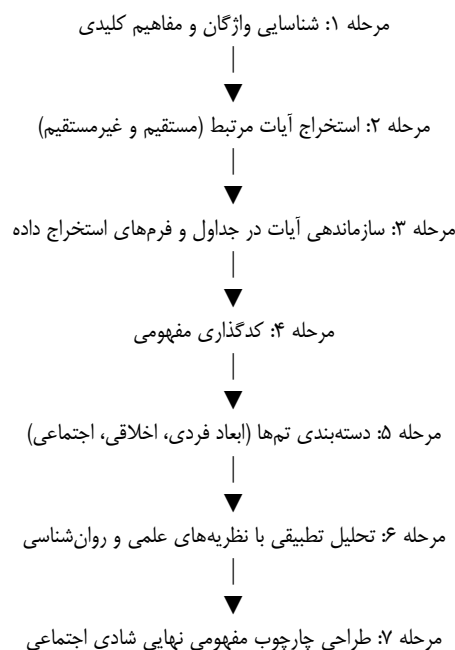 مرحله ۱: شناسایی واژگان و مفاهیم کلیدی
مرحله ۲: استخراج آیات مرتبط (مستقیم و غیرمستقیم)
مرحله ۳: سازماندهی آیات در جداول و فرم‌های استخراج داده
مرحله ۴: کدگذاری مفهومی
مرحله ۵: دسته‌بندی تم‌ها (ابعاد فردی، اخلاقی، اجتماعی)
مرحله ۶: تحلیل تطبیقی با نظریه‌های علمی و روان‌شناسی
مرحله ۷: طراحی چارچوب مفهومی نهایی شادی اجتماعی